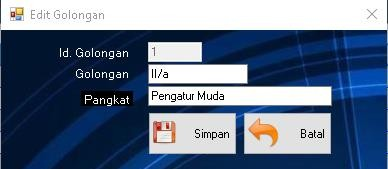 Edit Golongan
Id. Golongan 1
Golongan II/a
Pangkat Pengatur Muda
Simpan Batal